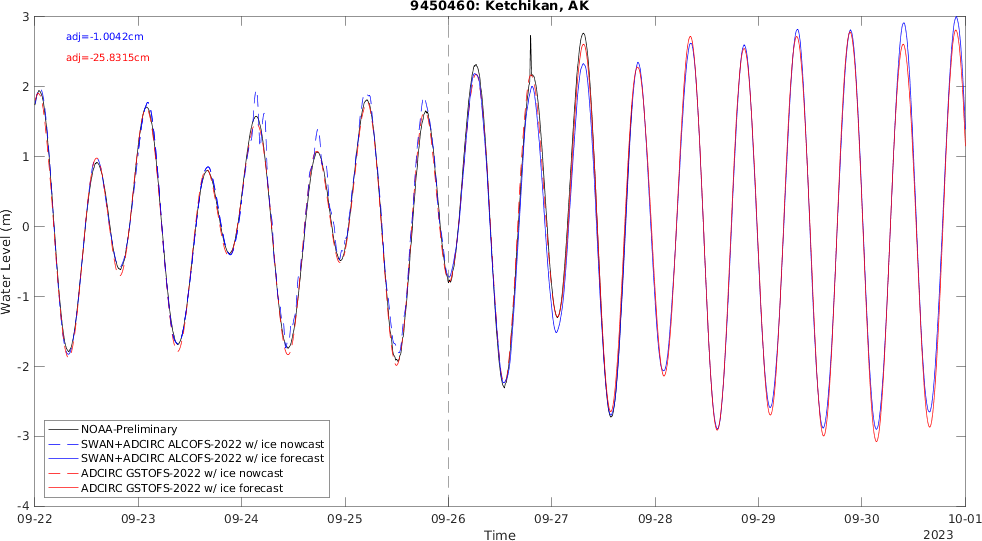 9450460: Ketchikan, AK
adj=-1.0042cm
adj=-25.8315cm
Water Level (m)
3
2
1
0
-1
-2
-3
-4
NOAA-Preliminary
SWAN+ADCIRC ALCOFS-2022 w/ ice nowcast
SWAN+ADCIRC ALCOFS-2022 w/ ice forecast
ADCIRC GSTOFS-2022 w/ ice nowcast
ADCIRC GSTOFS-2022 w/ ice forecast
09-22 09-23 09-24 09-25 09-26 09-27 09-28 09-29 09-30 10-01
Time
2023